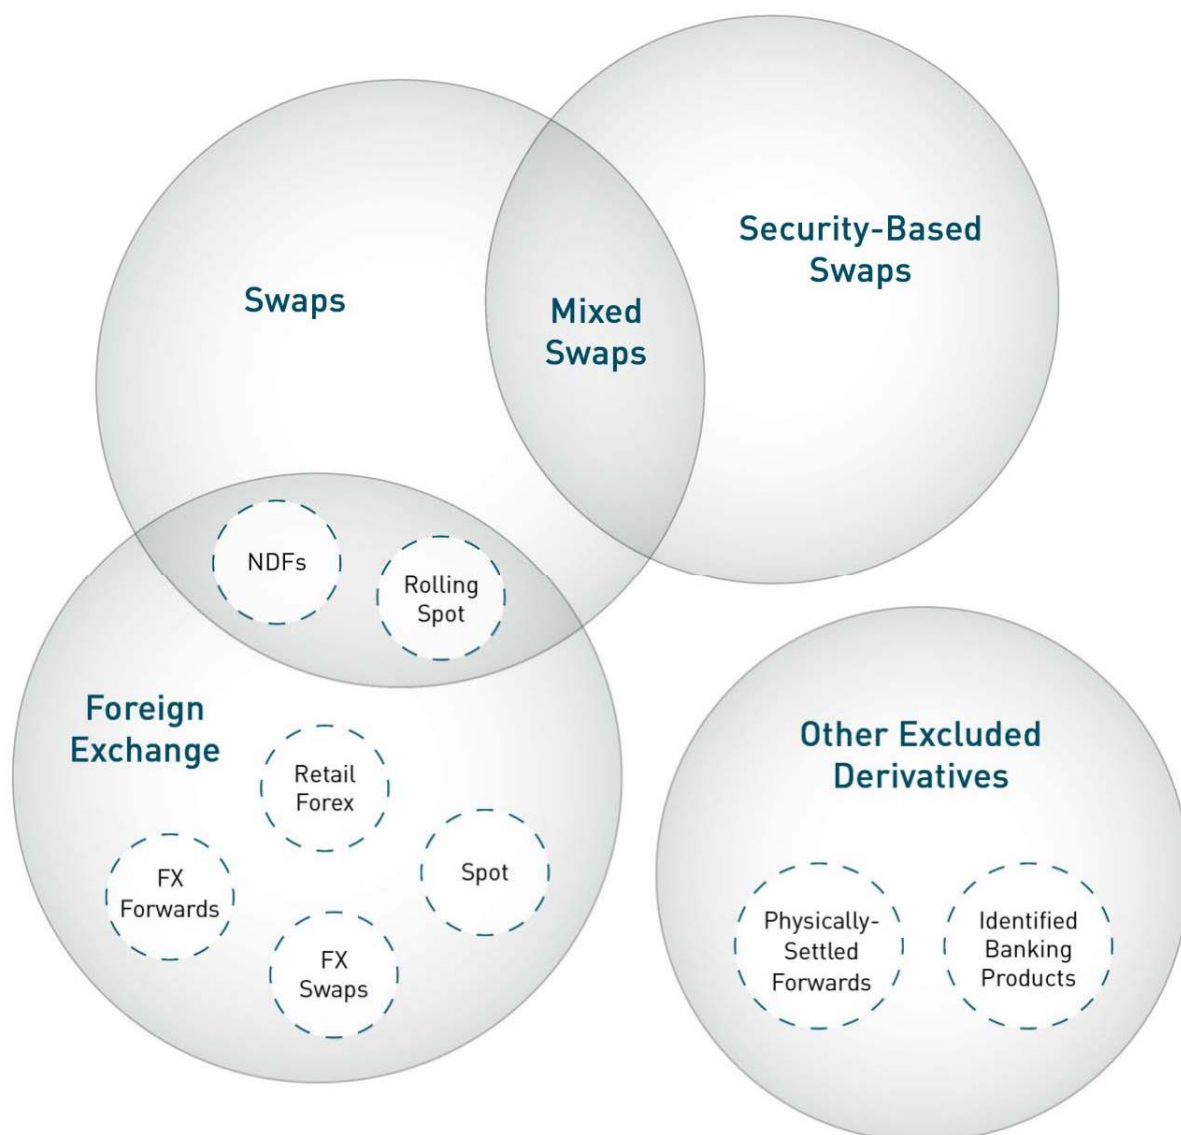 Security-Based
Swaps
Swaps
Mixed
Swaps
NDFs
Rolling
Spot
Foreign
Exchange
Retail
Forex
FX
Forwards
Spot
FX
Swaps
Other Excluded
Derivatives
Physically-
Settled
Forwards
Identified
Banking
Products